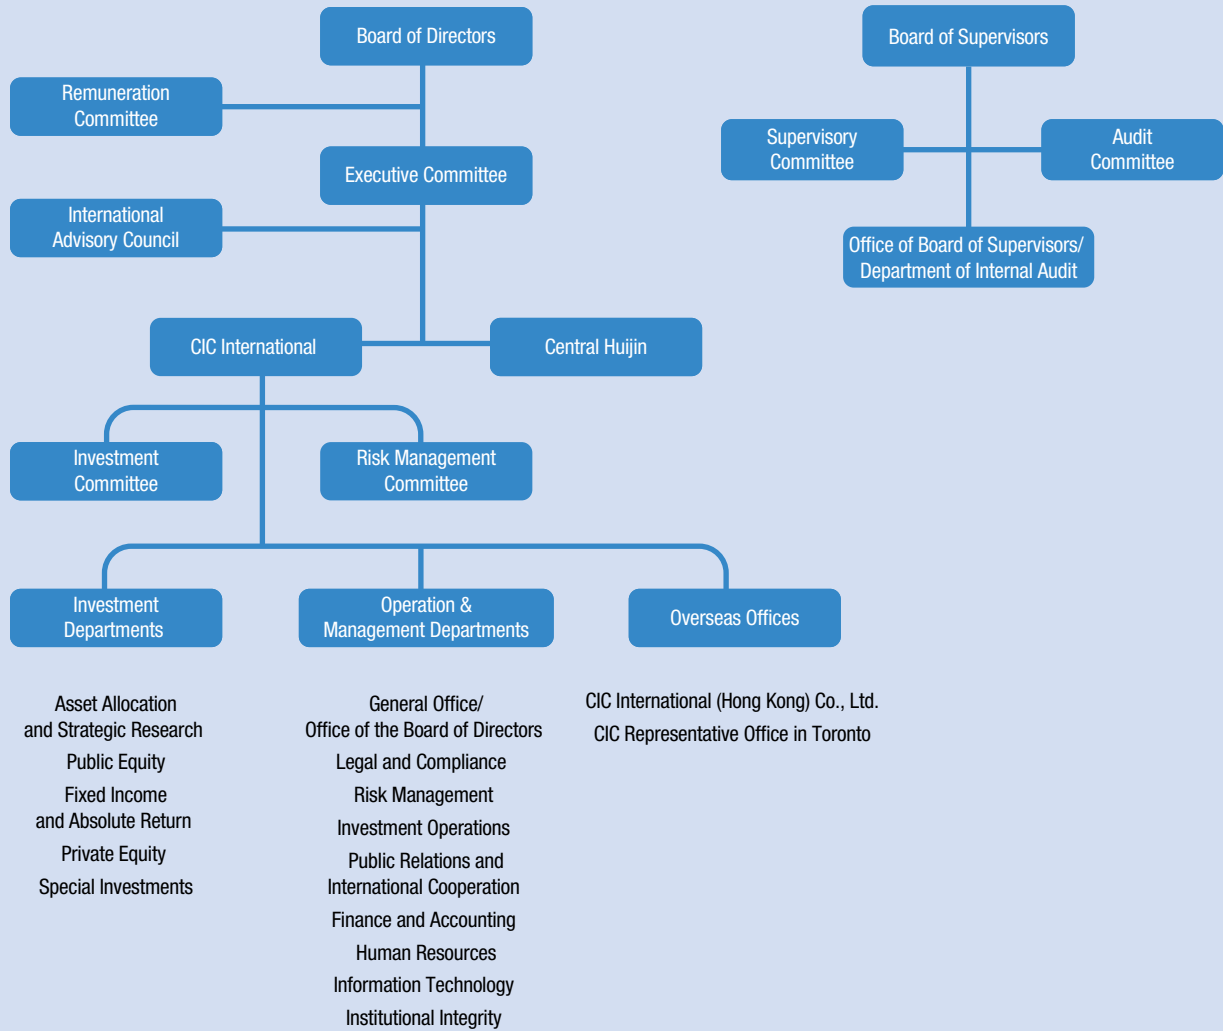 Board of Directors
Board of Supervisors
Remuneration
Committee
Supervisory
Committee
Audit
Committee
Executive Committee
International
Advisory Council
Office of Board of Supervisors/
Department of Internal Audit
CIC International
Central Huijin
Investment
Committee
Risk Management
Committee
Investment
Departments
Operation &
Management Departments
Overseas Offices
Asset Allocation
and Strategic Research
Public Equity
Fixed Income
and Absolute Return
Private Equity
Special Investments
General Office/
Office of the Board of Directors
Legal and Compliance
Risk Management
Investment Operations
Public Relations and
International Cooperation
Finance and Accounting
Human Resources
Information Technology
Institutional Integrity
CIC International (Hong Kong) Co., Ltd.
CIC Representative Office in Toronto